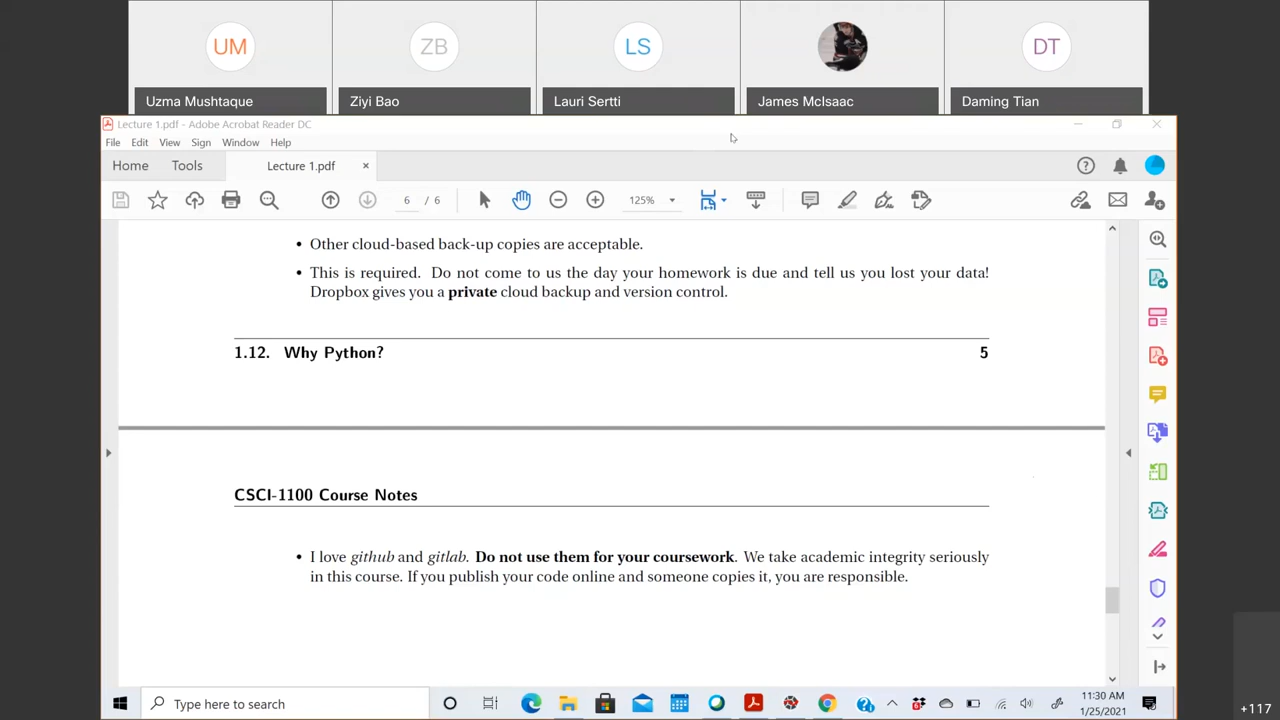 UM
ZB
LS
DT
Uzma Mushtaque
Ziyi Bao
Lauri Sertti
James McIsaac
Daming Tian
Lecture 1.pdf - Adobe Acrobat Reader DC
File Edit View Sign Window Help
Home Tools Lecture 1.pdf ×
6 / 6 125%
• Other cloud-based back-up copies are acceptable.
• This is required. Do not come to us the day your homework is due and tell us you lost your data!
Dropbox gives you a private cloud backup and version control.
1.12. Why Python? 5
CSCI-1100 Course Notes
• I love github and gitlab. Do not use them for your coursework. We take academic integrity seriously
in this course. If you publish your code online and someone copies it, you are responsible.
Type here to search
11:30 AM
1/25/2021
+117